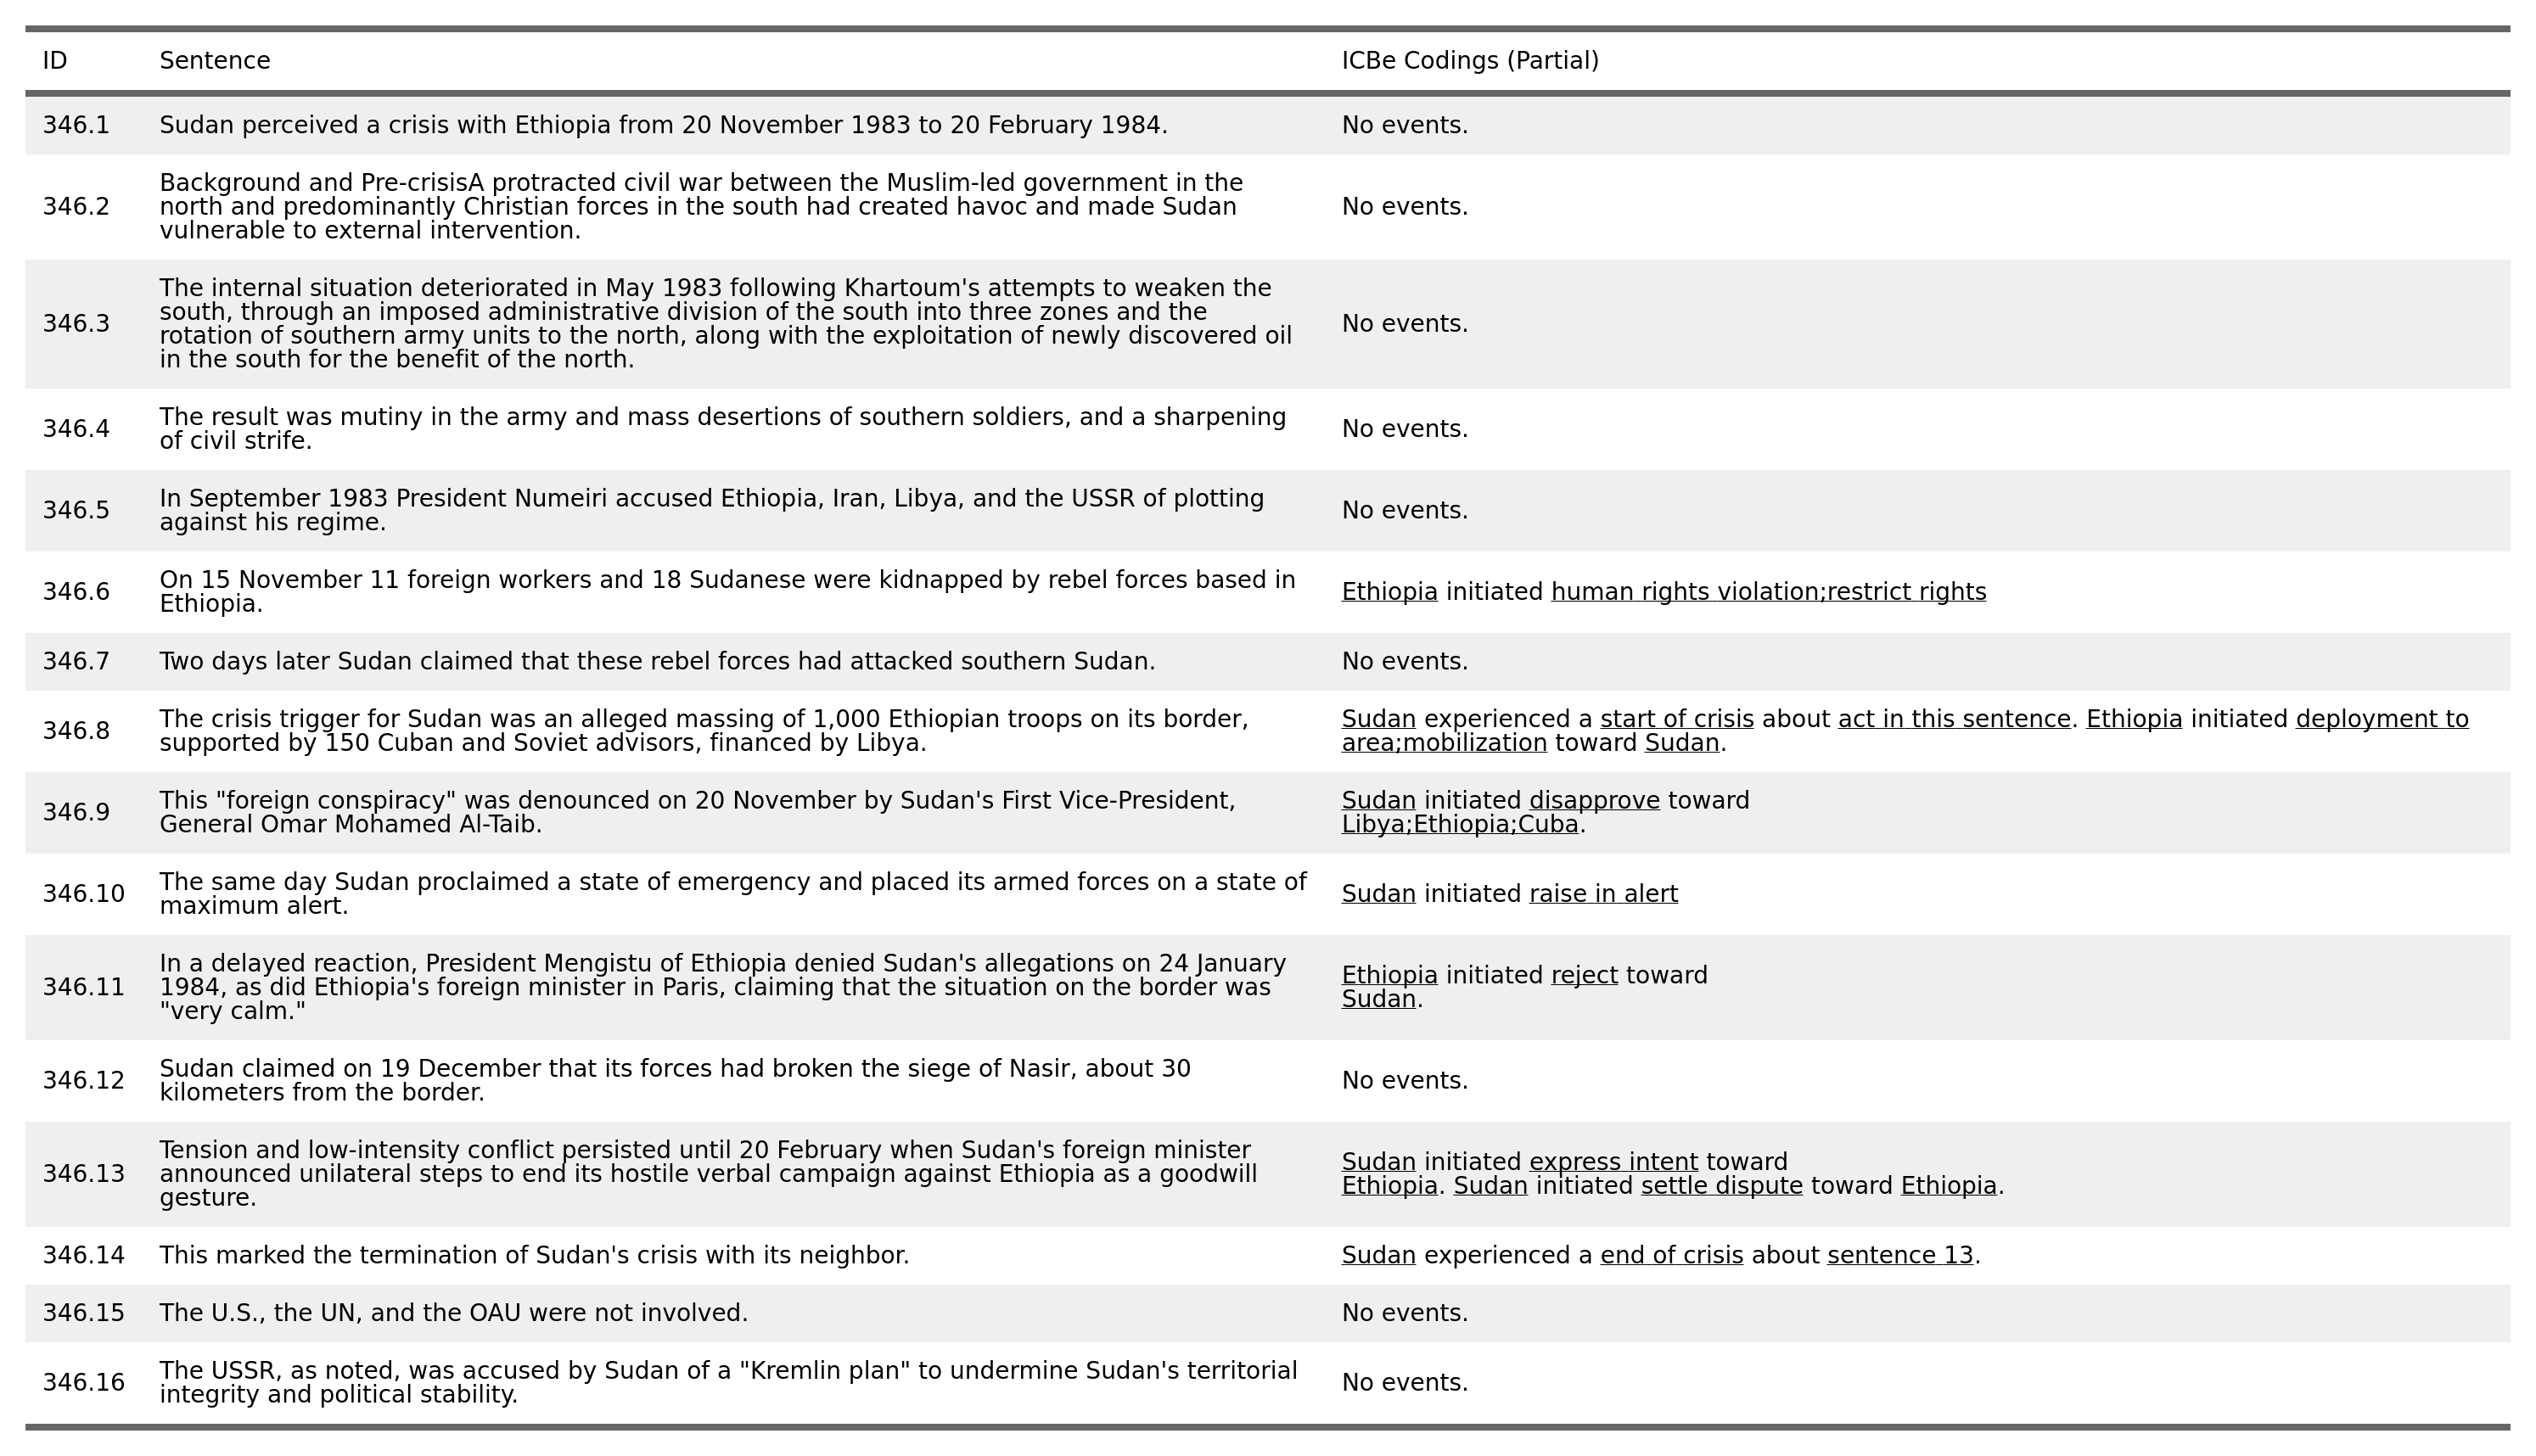 ID Sentence ICBe Codings (Partial)
346.1 Sudan perceived a crisis with Ethiopia from 20 November 1983 to 20 February 1984. No events.
346.2 Background and Pre-crisisA protracted civil war between the Muslim-led government in the
north and predominantly Christian forces in the south had created havoc and made Sudan
vulnerable to external intervention.
No events.
346.3 The internal situation deteriorated in May 1983 following Khartoum's attempts to weaken the
south, through an imposed administrative division of the south into three zones and the
rotation of southern army units to the north, along with the exploitation of newly discovered oil
in the south for the benefit of the north.
No events.
346.4 The result was mutiny in the army and mass desertions of southern soldiers, and a sharpening
of civil strife.
No events.
346.5 In September 1983 President Numeiri accused Ethiopia, Iran, Libya, and the USSR of plotting
against his regime.
No events.
346.6 On 15 November 11 foreign workers and 18 Sudanese were kidnapped by rebel forces based in
Ethiopia.
Ethiopia initiated human rights violation;restrict rights
346.7 Two days later Sudan claimed that these rebel forces had attacked southern Sudan. No events.
346.8 The crisis trigger for Sudan was an alleged massing of 1,000 Ethiopian troops on its border,
supported by 150 Cuban and Soviet advisors, financed by Libya.
Sudan experienced a start of crisis about act in this sentence. Ethiopia initiated deployment to
area;mobilization toward Sudan.
346.9 This "foreign conspiracy" was denounced on 20 November by Sudan's First Vice-President,
General Omar Mohamed Al-Taib.
Sudan initiated disapprove toward
Libya;Ethiopia;Cuba.
346.10 The same day Sudan proclaimed a state of emergency and placed its armed forces on a state of
maximum alert.
Sudan initiated raise in alert
346.11 In a delayed reaction, President Mengistu of Ethiopia denied Sudan's allegations on 24 January
1984, as did Ethiopia's foreign minister in Paris, claiming that the situation on the border was
"very calm."
Ethiopia initiated reject toward
Sudan.
346.12 Sudan claimed on 19 December that its forces had broken the siege of Nasir, about 30
kilometers from the border.
No events.
346.13 Tension and low-intensity conflict persisted until 20 February when Sudan's foreign minister
announced unilateral steps to end its hostile verbal campaign against Ethiopia as a goodwill
gesture.
Sudan initiated express intent toward
Ethiopia. Sudan initiated settle dispute toward Ethiopia.
346.14 This marked the termination of Sudan's crisis with its neighbor. Sudan experienced a end of crisis about sentence 13.
346.15 The U.S., the UN, and the OAU were not involved. No events.
346.16 The USSR, as noted, was accused by Sudan of a "Kremlin plan" to undermine Sudan's territorial
integrity and political stability.
No events.